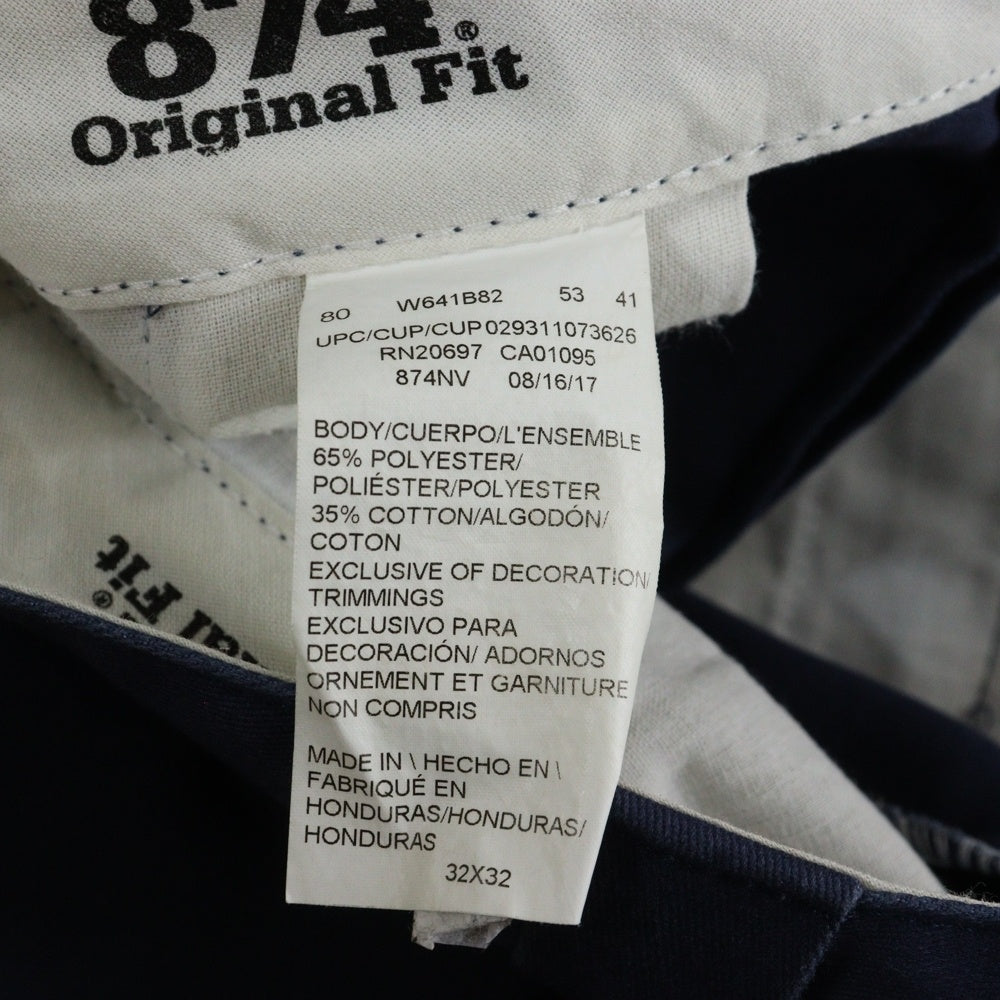 874®
Original Fit
80 W641B82 53 41
UPC/CUP/CUP029311073626
RN20697 CA01095
874NV 08/16/17
BODY/CUERPO/L'ENSEMBLE
65% POLYESTER/
POLIÉSTER/POLYESTER
35% COTTON/ALGODÓN/
COTON
EXCLUSIVE OF DECORATION/
TRIMMINGS
EXCLUSIVO PARA
DECORACIÓN/ ADORNOS
ORNEMENT ET GARNITURE
NON COMPRIS
MADE IN \ HECHO EN \
FABRIQUÉ EN
HONDURAS/HONDURAS/
HONDURAS
32X32
®
Fit